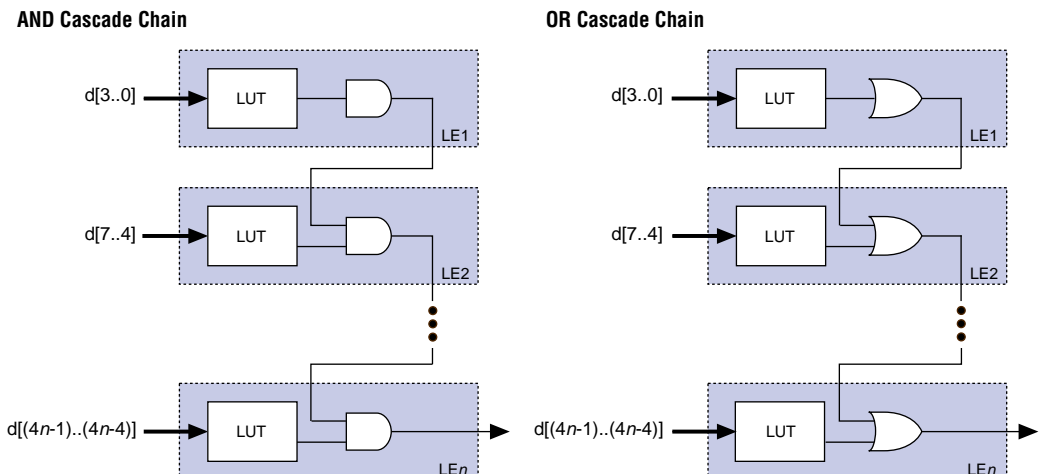 AND Cascade Chain
d[3..0]
LUT
LE1
d[7..4]
LUT
LE2
d[(4n-1)..(4n-4)]
LUT
LEn
OR Cascade Chain
d[3..0]
LUT
LE1
d[7..4]
LUT
LE2
d[(4n-1)..(4n-4)]
LUT
LEn